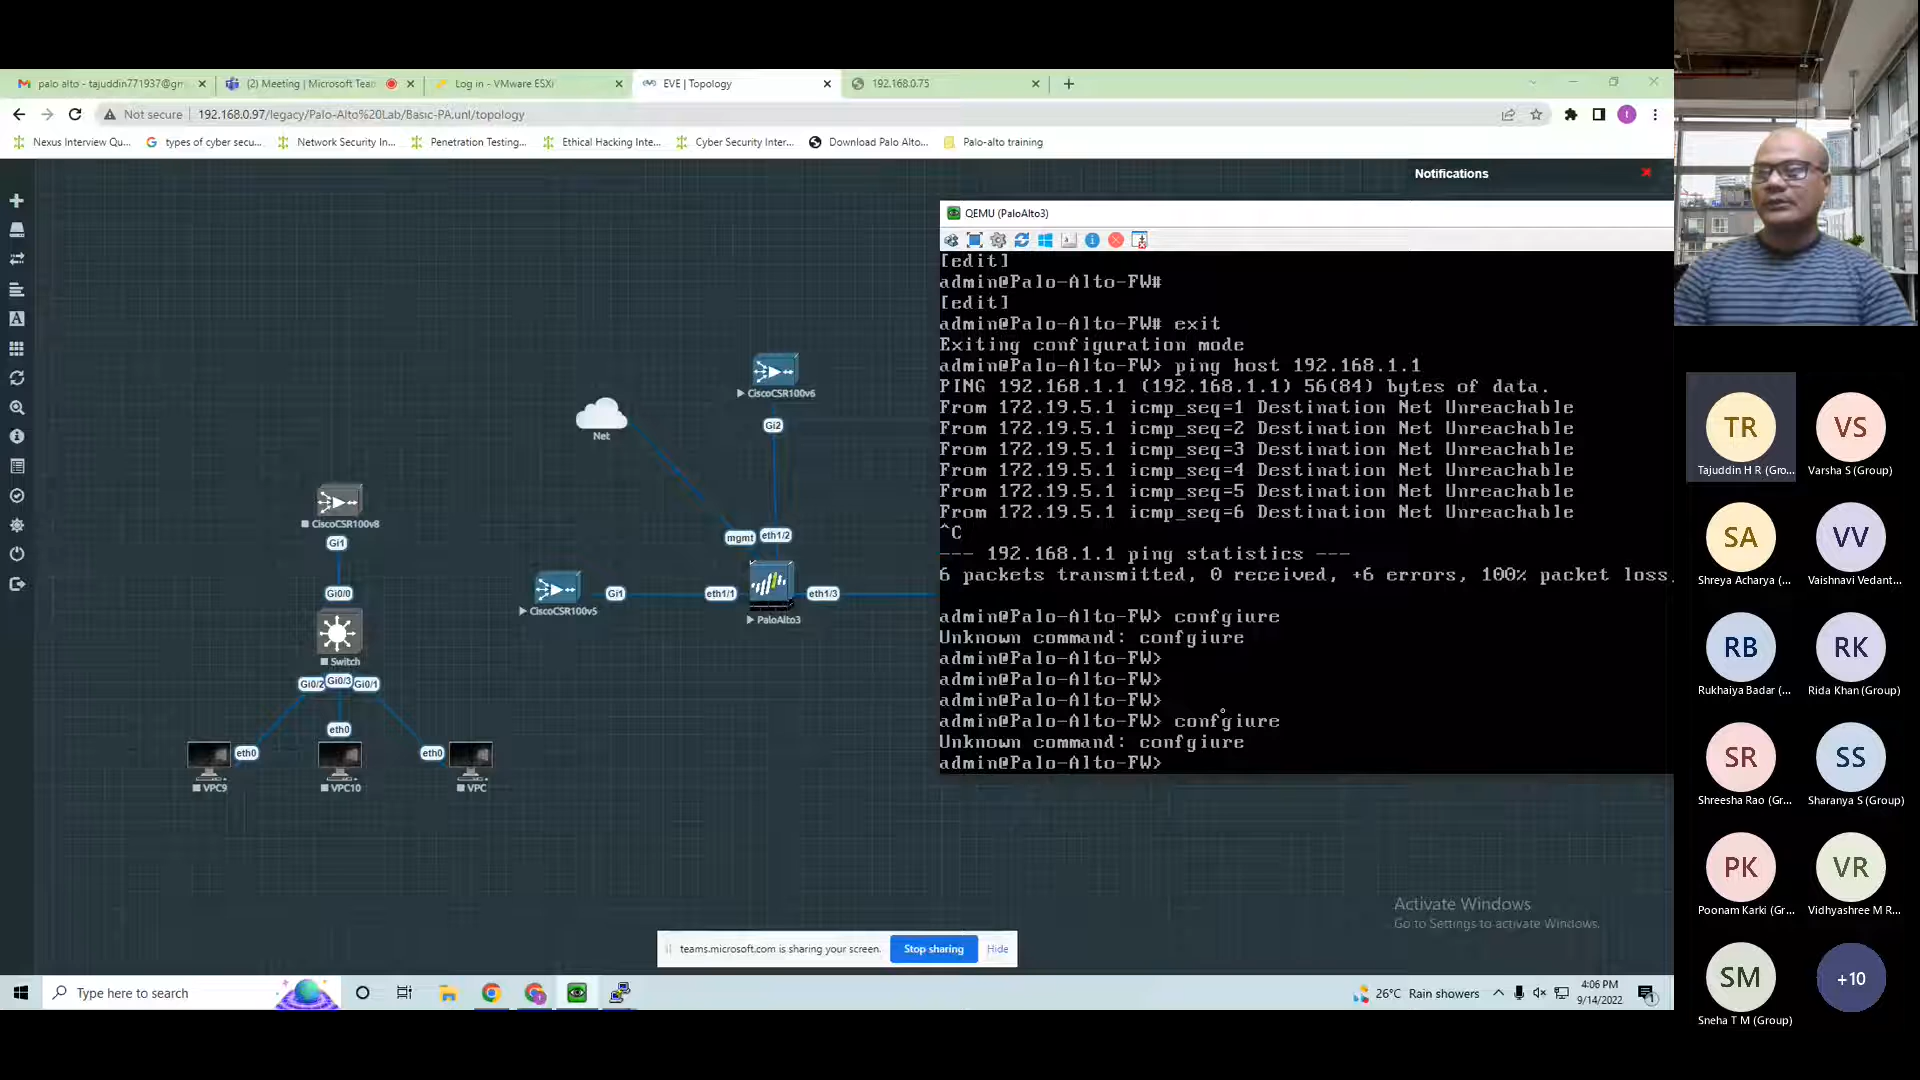 palo alto - tajuddin771937@gm
(2) Meeting | Microsoft Team
Log in - VMware ESXi
EVE | Topology
192.168.0.75
Not secure
192.168.0.97/legacy/Palo-Alto%20Lab/Basic-PA.unl/topology
t
Nexus Interview Qu...
types of cyber secu...
Network Security In...
Penetration Testing...
Ethical Hacking Inte...
Cyber Security Inter...
Download Palo Alto...
Palo-alto training
Notifications
QEMU (PaloAlto3)
[edit]
admin@Palo-Alto-FW#
[edit]
admin@Palo-Alto-FW# exit
Exiting configuration mode
admin@Palo-Alto-FW> ping host 192.168.1.1
PING 192.168.1.1 (192.168.1.1) 56(84) bytes of data.
From 172.19.5.1 icmp_seq=1 Destination Net Unreachable
From 172.19.5.1 icmp_seq=2 Destination Net Unreachable
From 172.19.5.1 icmp_seq=3 Destination Net Unreachable
From 172.19.5.1 icmp_seq=4 Destination Net Unreachable
From 172.19.5.1 icmp_seq=5 Destination Net Unreachable
From 172.19.5.1 icmp_seq=6 Destination Net Unreachable
^C
--- 192.168.1.1 ping statistics ---
6 packets transmitted, 0 received, +6 errors, 100% packet loss,
admin@Palo-Alto-FW> confgiure
Unknown command: confgiure
admin@Palo-Alto-FW>
admin@Palo-Alto-FW>
admin@Palo-Alto-FW>
admin@Palo-Alto-FW> confgiure
Unknown command: confgiure
admin@Palo-Alto-FW>
CiscoCSR100v6
Gi2
Net
CiscoCSR100v8
Gi1
mgmt
eth1/2
Gi0/0
CiscoCSR100v5
Gi1
eth1/1
eth1/3
PaloAlto3
Switch
Gi0/2
Gi0/3
Gi0/1
eth0
eth0
eth0
VPC9
VPC10
VPC
Activate Windows
Go to Settings to activate Windows.
teams.microsoft.com is sharing your screen.
Stop sharing
Hide
Type here to search
26°C Rain showers
4:06 PM
9/14/2022
1
TR
Tajuddin H R (Gro...
VS
Varsha S (Group)
SA
Shreya Acharya (...
VV
Vaishnavi Vedant...
RB
Rukhaiya Badar (...
RK
Rida Khan (Group)
SR
Shreesha Rao (Gr...
SS
Sharanya S (Group)
PK
Poonam Karki (Gr...
VR
Vidhyashree M R...
SM
Sneha T M (Group)
+10